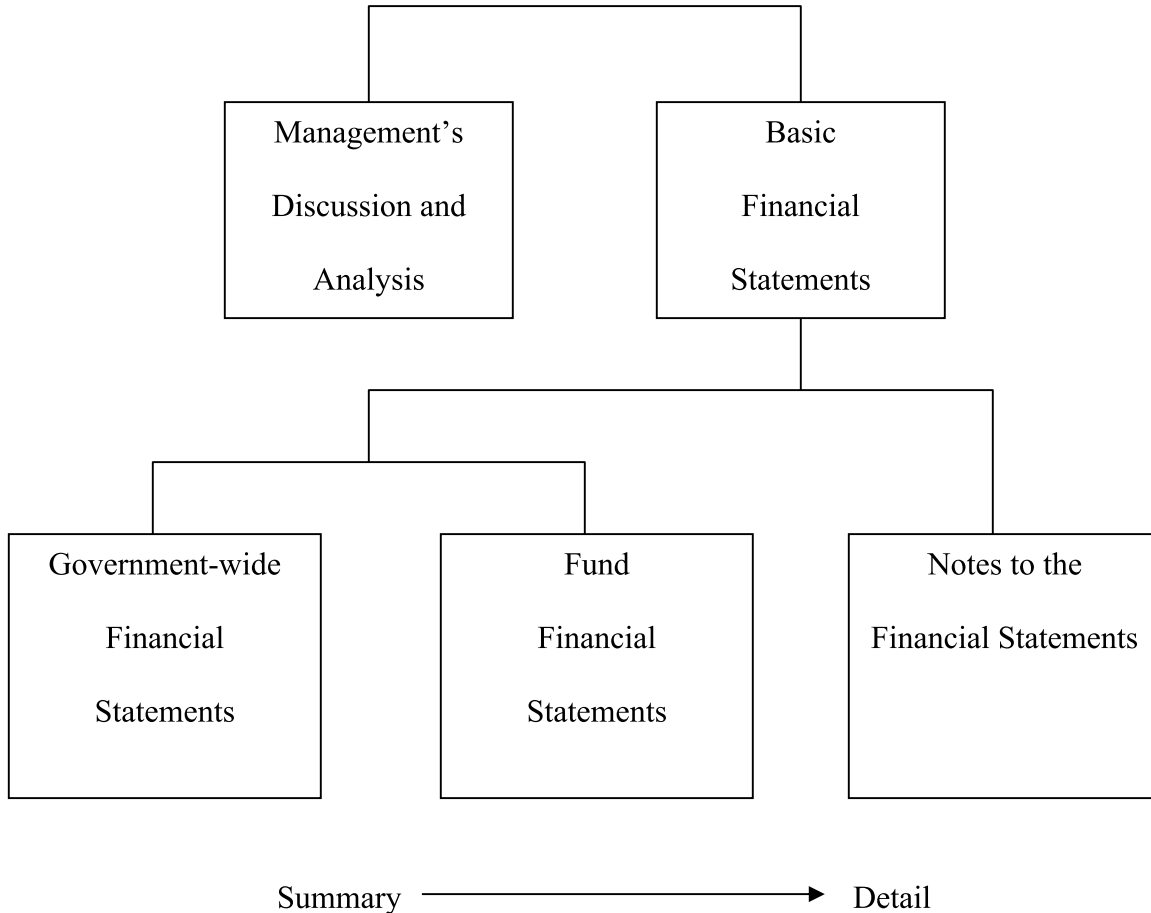 Management’s
Discussion and
Analysis
Basic
Financial
Statements
Government-wide
Financial
Statements
Fund
Financial
Statements
Notes to the
Financial Statements
Summary
Detail